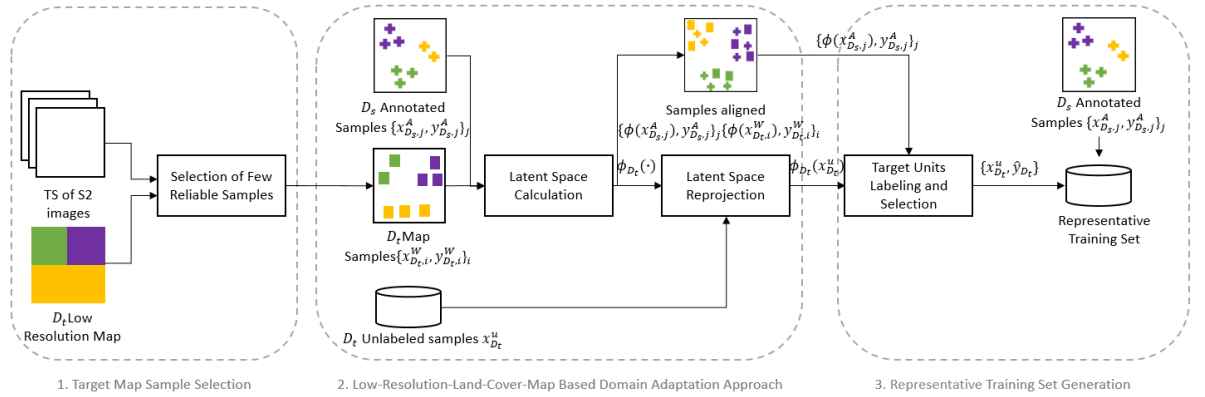 TS of S2
images
D_tLow
Resolution Map
Selection of Few
Reliable Samples
1. Target Map Sample Selection
D_s Annotated
Samples {x^A_{D_s,j}, y^A_{D_s,j}}_j
D_tMap
Samples{x^W_{D_t,i}, y^W_{D_t,i}}_i
D_t Unlabeled samples x^u_{D_t}
Latent Space
Calculation
Samples aligned
{ϕ(x^A_{D_s,j}), y^A_{D_s,j}}_j{ϕ(x^W_{D_t,i}), y^W_{D_t,i}}_i
ϕ_{D_t}(·)
Latent Space
Reprojection
ϕ_{D_t}(x^u_{D_t})
2. Low-Resolution-Land-Cover-Map Based Domain Adaptation Approach
{ϕ(x^A_{D_s,j}), y^A_{D_s,j}}_j
Target Units
Labeling and
Selection
{x^u_{D_t}, ŷ_{D_t}}
D_s Annotated
Samples {x^A_{D_s,j}, y^A_{D_s,j}}_j
Representative
Training Set
3. Representative Training Set Generation